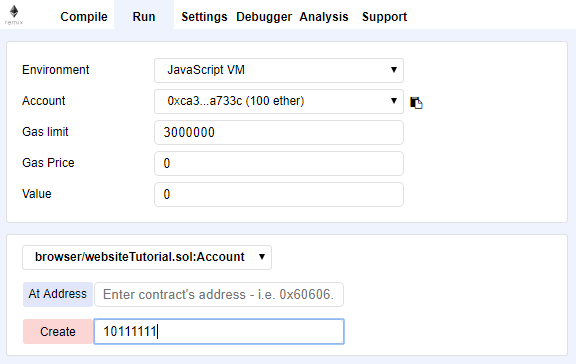 remix
Compile Run Settings Debugger Analysis Support
Environment JavaScript VM
Account 0xca3...a733c (100 ether)
Gas limit 3000000
Gas Price 0
Value 0
browser/websiteTutorial.sol:Account
At Address Enter contract's address - i.e. 0x60606.
Create 10111111